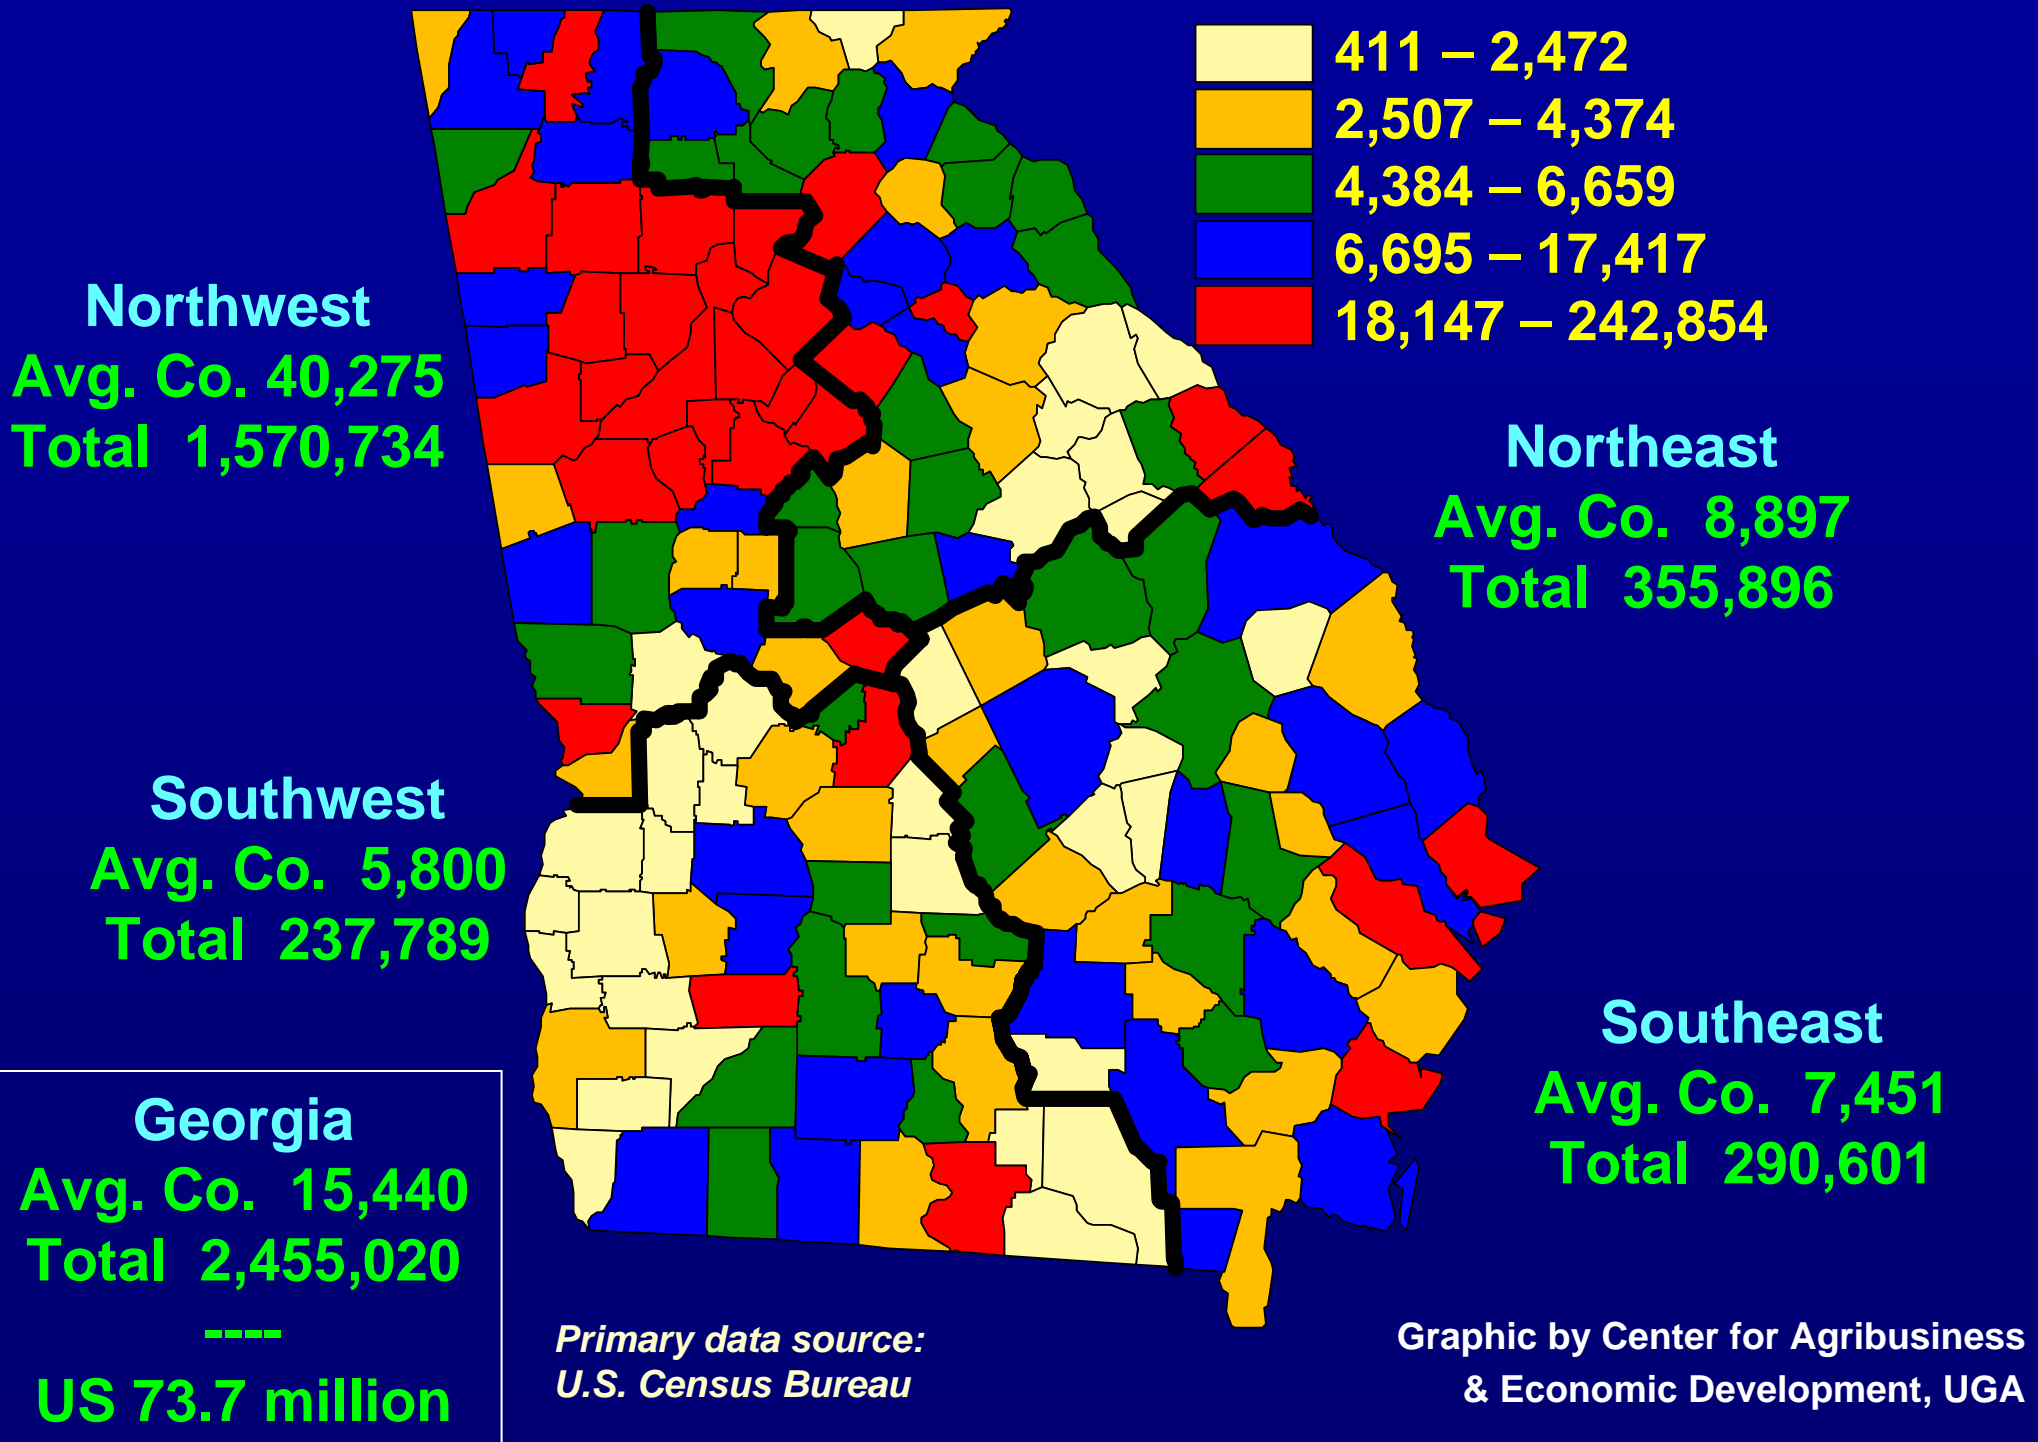 411 – 2,472
2,507 – 4,374
4,384 – 6,659
6,695 – 17,417
18,147 – 242,854
Northwest
Avg. Co. 40,275
Total 1,570,734
Northeast
Avg. Co. 8,897
Total 355,896
Southwest
Avg. Co. 5,800
Total 237,789
Southeast
Avg. Co. 7,451
Total 290,601
Georgia
Avg. Co. 15,440
Total 2,455,020
----
US 73.7 million
Primary data source:
U.S. Census Bureau
Graphic by Center for Agribusiness
& Economic Development, UGA